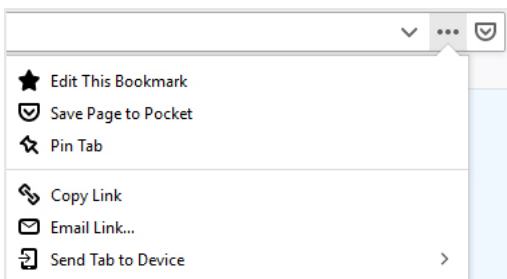 Edit This Bookmark
Save Page to Pocket
Pin Tab
Copy Link
Email Link...
Send Tab to Device